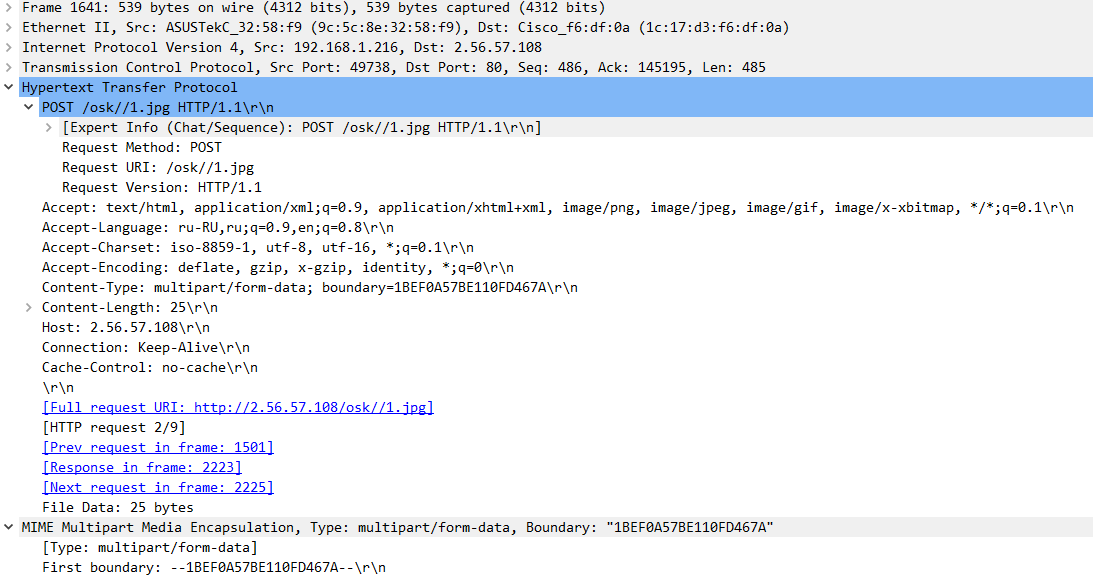 Frame 1641: 539 bytes on wire (4312 bits), 539 bytes captured (4312 bits)
Ethernet II, Src: ASUSTekC_32:58:f9 (9c:5c:8e:32:58:f9), Dst: Cisco_f6:df:0a (1c:17:d3:f6:df:0a)
Internet Protocol Version 4, Src: 192.168.1.216, Dst: 2.56.57.108
Transmission Control Protocol, Src Port: 49738, Dst Port: 80, Seq: 486, Ack: 145195, Len: 485
Hypertext Transfer Protocol
POST /osk//1.jpg HTTP/1.1\r\n
[Expert Info (Chat/Sequence): POST /osk//1.jpg HTTP/1.1\r\n]
Request Method: POST
Request URI: /osk//1.jpg
Request Version: HTTP/1.1
Accept: text/html, application/xml;q=0.9, application/xhtml+xml, image/png, image/jpeg, image/gif, image/x-xbitmap, */*;q=0.1\r\n
Accept-Language: ru-RU,ru;q=0.9,en;q=0.8\r\n
Accept-Charset: iso-8859-1, utf-8, utf-16, *;q=0.1\r\n
Accept-Encoding: deflate, gzip, x-gzip, identity, *;q=0\r\n
Content-Type: multipart/form-data; boundary=1BEF0A57BE110FD467A\r\n
Content-Length: 25\r\n
Host: 2.56.57.108\r\n
Connection: Keep-Alive\r\n
Cache-Control: no-cache\r\n
\r\n
[Full request URI: http://2.56.57.108/osk//1.jpg]
[HTTP request 2/9]
[Prev request in frame: 1501]
[Response in frame: 2223]
[Next request in frame: 2225]
File Data: 25 bytes
MIME Multipart Media Encapsulation, Type: multipart/form-data, Boundary: "1BEF0A57BE110FD467A"
[Type: multipart/form-data]
First boundary: --1BEF0A57BE110FD467A--\r\n